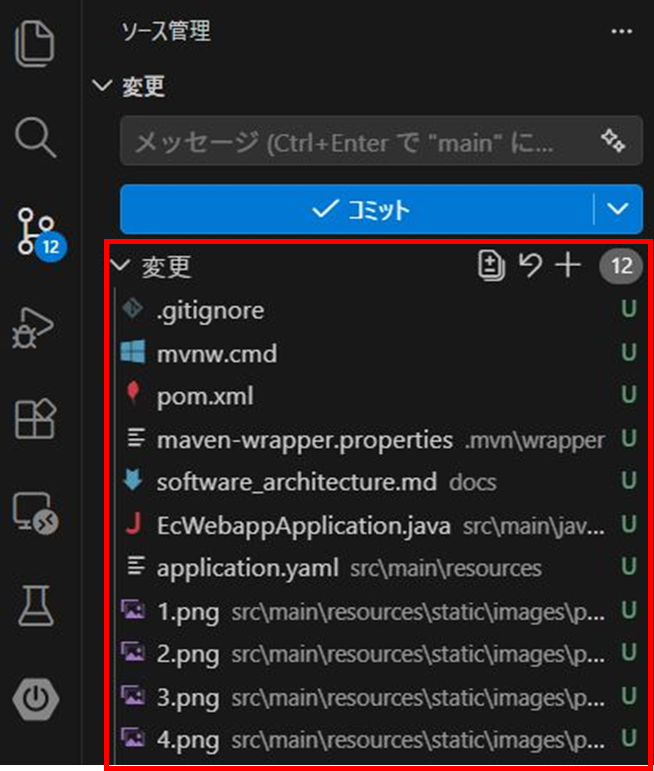 ソース管理
変更
メッセージ (Ctrl+Enter で "main" に...
コミット
12
変更 12
.gitignore U
mvnw.cmd U
pom.xml U
maven-wrapper.properties .mvn\wrapper U
software_architecture.md docs U
EcWebappApplication.java src\main\jav... U
application.yaml src\main\resources U
1.png src\main\resources\static\images\p... U
2.png src\main\resources\static\images\p... U
3.png src\main\resources\static\images\p... U
4.png src\main\resources\static\images\p... U